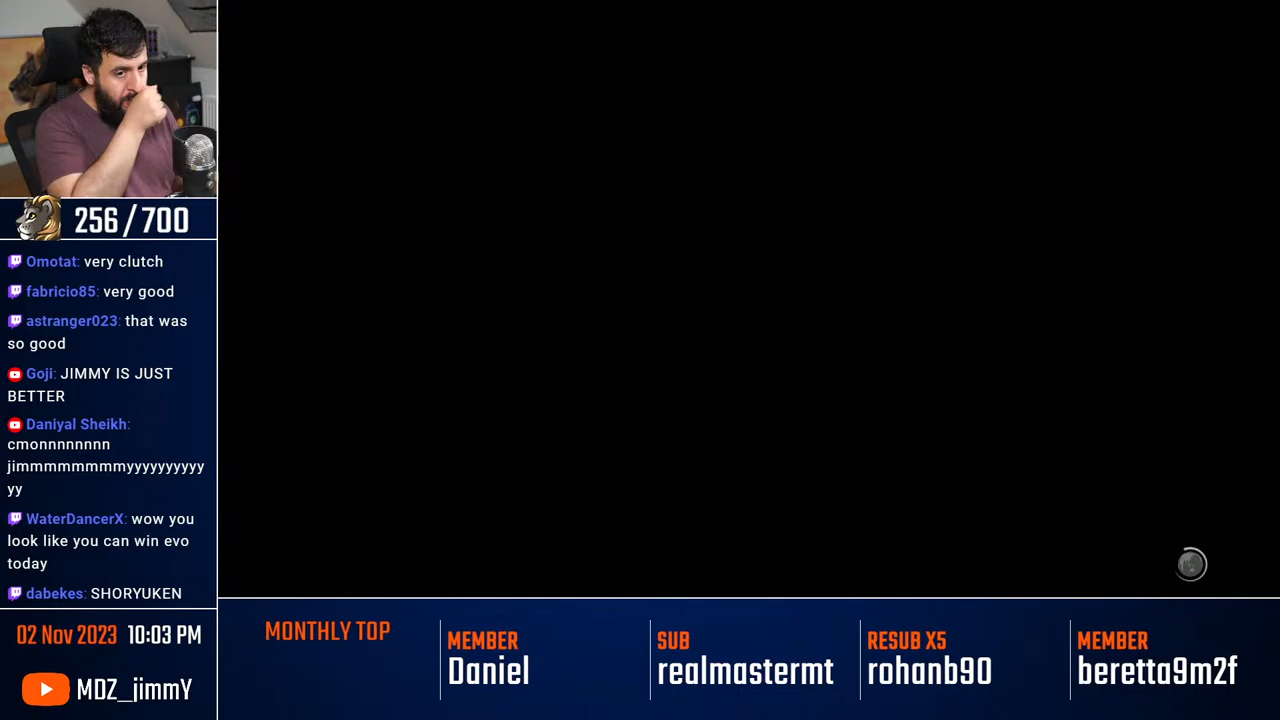 256 / 700
Omotat: very clutch
fabricio85: very good
astranger023: that was
so good
Goji: JIMMY IS JUST
BETTER
Daniyal Sheikh:
cmonnnnnnnn
jimmmmmmmmyyyyyyyyyy
yy
WaterDancerX: wow you
look like you can win evo
today
dabekes: SHORYUKEN
02 Nov 2023 10:03 PM
MDZ_jimmY
MONTHLY TOP
MEMBER
Daniel
SUB
realmastermt
RESUB X5
rohanb90
MEMBER
beretta9m2f